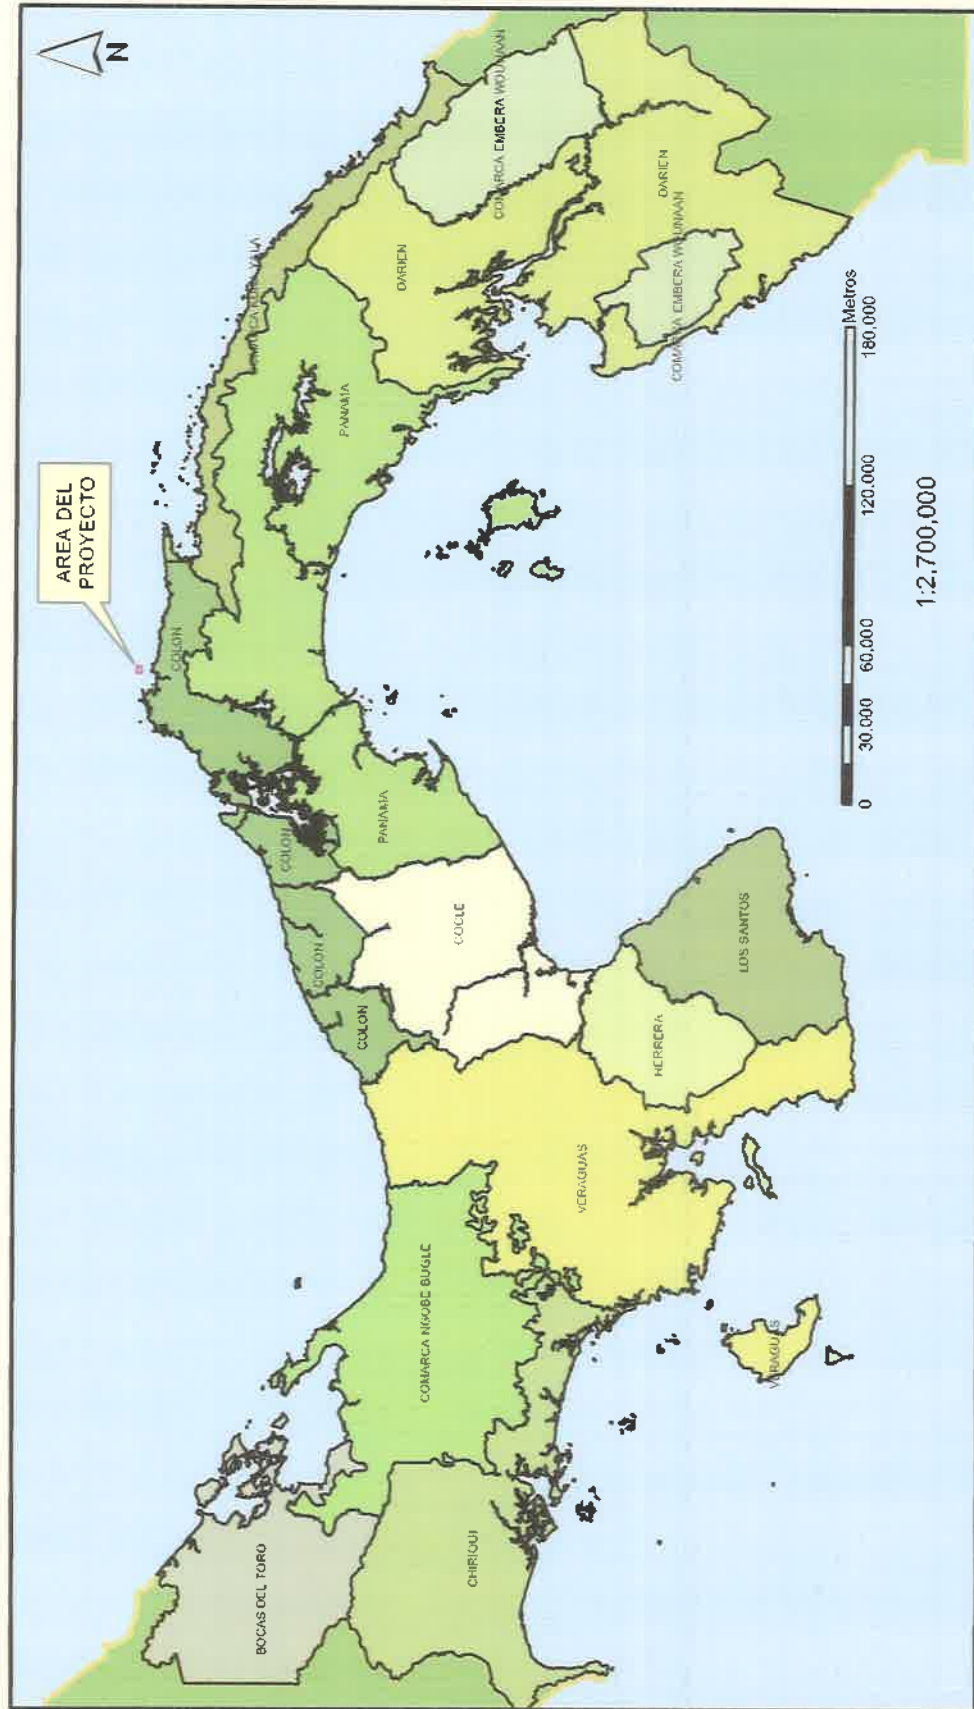 N
AREA DEL
PROYECTO
BOCAS DEL TORO
COLON
COLON
COLON
COLON
YALA
COMARCA NGOBE BUGLE
CHIRIQUI
COCLE
PANAMA
PANAMA
DARIEN
COMARCA EMBERA WOUNAAN
VERAGUAS
HERRERA
LOS SANTOS
DARIEN
COMARCA EMBERA WOUNAAN
VERAGUAS
Metros
0 30.000 60,000 120.000 180,000
1:2,700,000